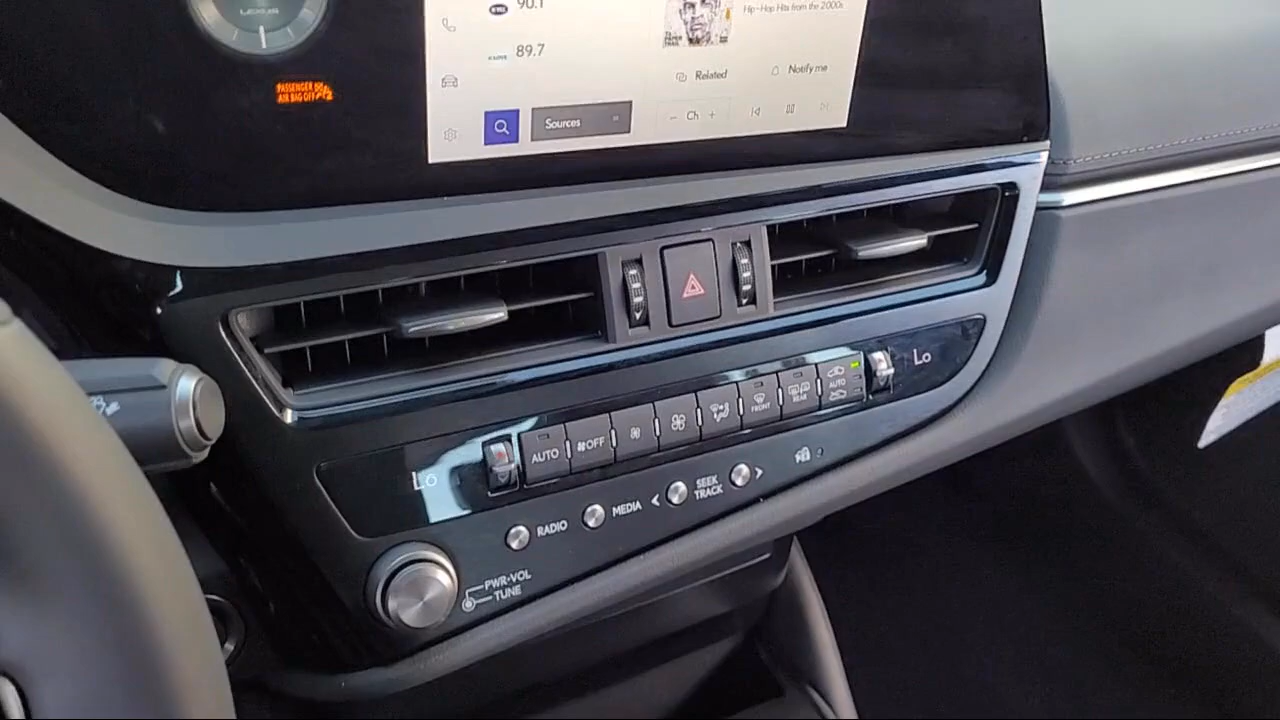 LEXUS
PASSENGER
AIR BAG OFF
90.1
89.7
Hip-Hop Hits from the 2000s
Related
Notify me
Sources
- Ch +
Lo
AUTO
OFF
FRONT
REAR
AUTO
Lo
RADIO
MEDIA
< SEEK >
TRACK
PWR•VOL
TUNE